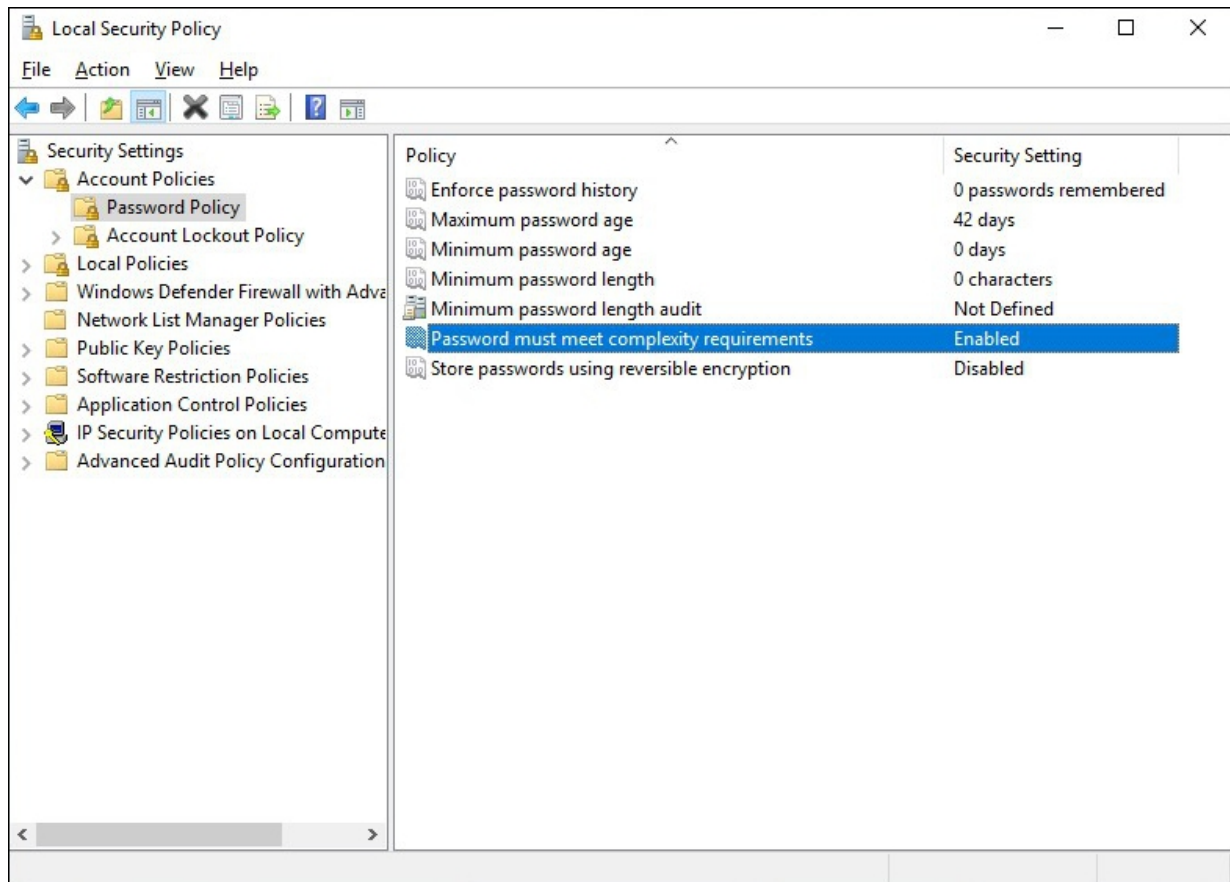 Local Security Policy
File Action View Help
Security Settings
Account Policies
Password Policy
Account Lockout Policy
Local Policies
Windows Defender Firewall with Adva
Network List Manager Policies
Public Key Policies
Software Restriction Policies
Application Control Policies
IP Security Policies on Local Compute
Advanced Audit Policy Configuration
Policy Security Setting
Enforce password history 0 passwords remembered
Maximum password age 42 days
Minimum password age 0 days
Minimum password length 0 characters
Minimum password length audit Not Defined
Password must meet complexity requirements Enabled
Store passwords using reversible encryption Disabled